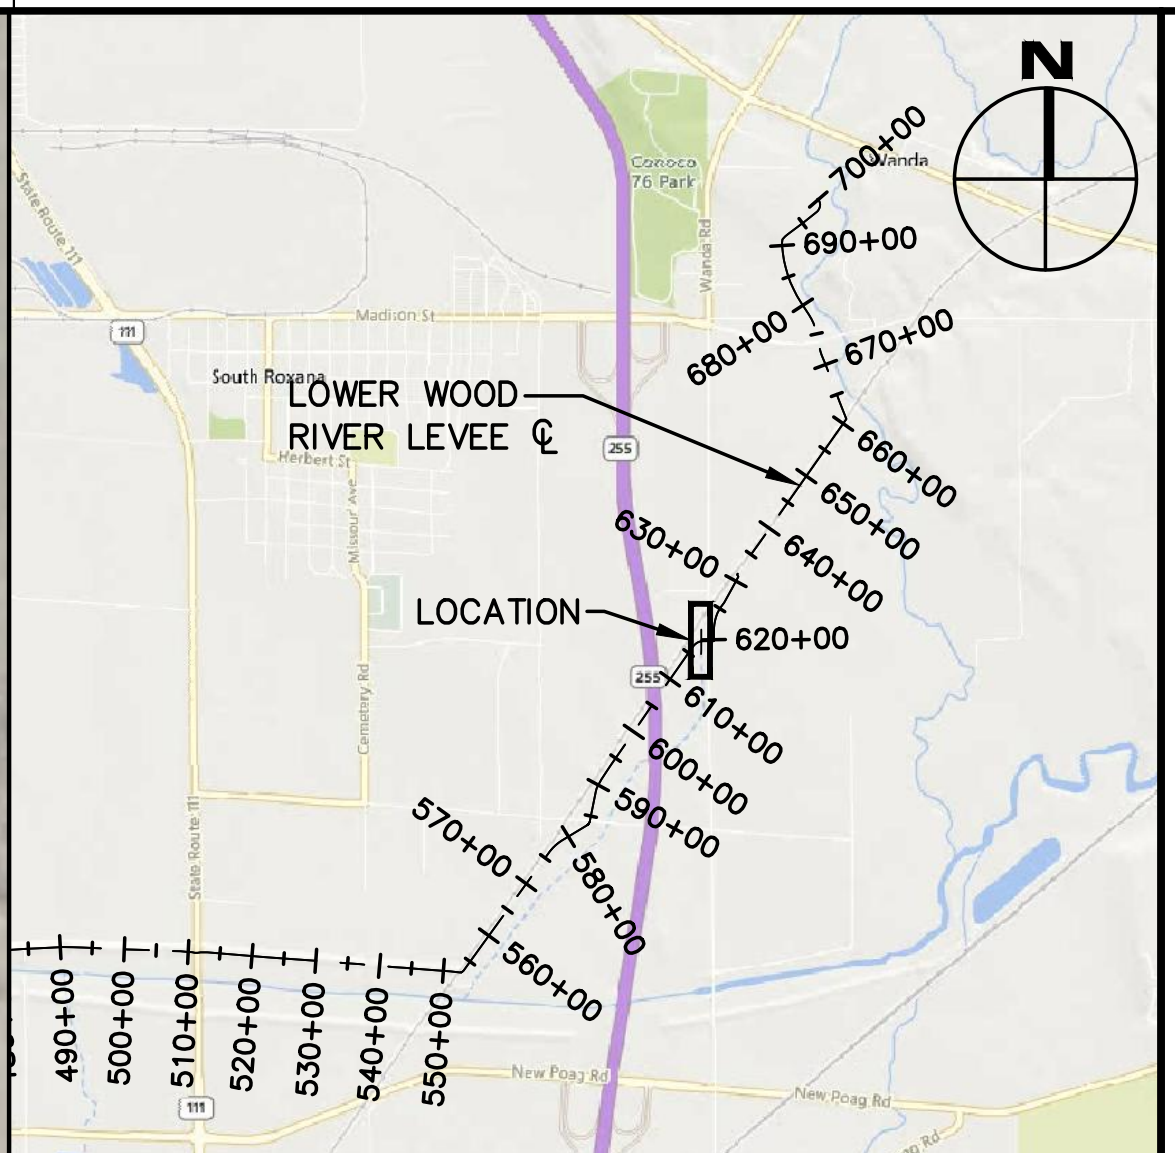 N
700+00
Wanda
Conoco
76 Park
State Route 111
690+00
Wanda Rd
Madison St
111
680+00
670+00
South Roxana
LOWER WOOD
RIVER LEVEE ℄
255
Herbert St
660+00
650+00
Missouri Ave
630+00
640+00
LOCATION
620+00
255
610+00
Cemetery Rd
600+00
590+00
570+00
580+00
State Route 111
560+00
490+00
500+00
510+00
520+00
530+00
540+00
550+00
New Poag Rd
New Poag Rd
111